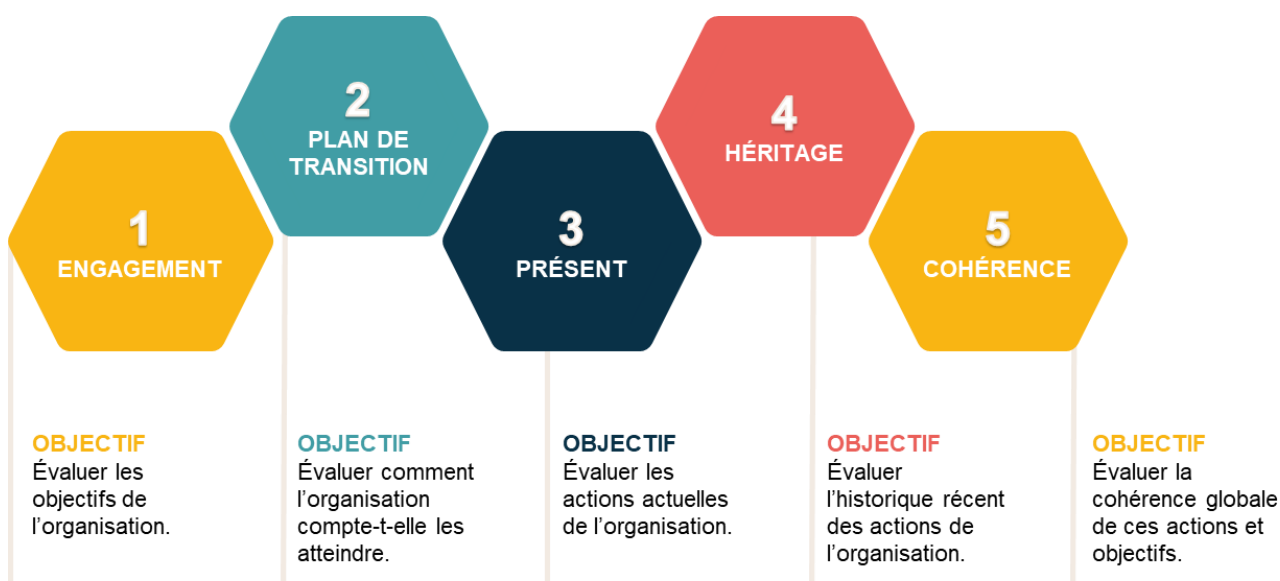 1
ENGAGEMENT
2
PLAN DE
TRANSITION
3
PRÉSENT
4
HÉRITAGE
5
COHÉRENCE
OBJECTIF
Évaluer les
objectifs de
l’organisation.
OBJECTIF
Évaluer comment
l’organisation
compte-t-elle les
atteindre.
OBJECTIF
Évaluer les
actions actuelles
de l’organisation.
OBJECTIF
Évaluer
l’historique récent
des actions de
l’organisation.
OBJECTIF
Évaluer la
cohérence globale
de ces actions et
objectifs.